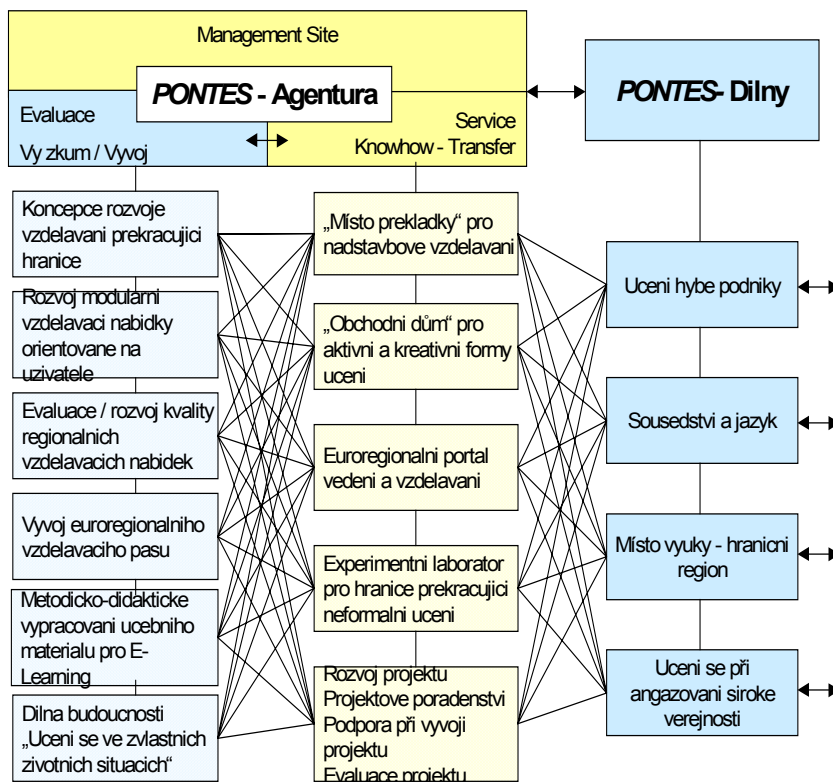 Management Site
PONTES - Agentura
Evaluace
Vy zkum / Vyvoj
Service
Knowhow - Transfer
PONTES- Dilny
Koncepce rozvoje
vzdelavani prekracujici
hranice
Rozvoj modularni
vzdelavaci nabidky
orientovane na
uzivatele
Evaluace / rozvoj kvality
regionalnich
vzdelavacich nabidek
Vyvoj euroregionalniho
vzdelavaciho pasu
Metodicko-didakticke
vypracovani ucebniho
materialu pro E-
Learning
Dilna budoucnosti
„Uceni se ve zvlastnich
zivotnich situacich“
„Místo prekladky“ pro
nadstavbove vzdelavani
„Obchodni dům“ pro
aktivni a kreativni formy
uceni
Euroregionalni portal
vedeni a vzdelavani
Experimentni laborator
pro hranice prekracujici
neformalni uceni
Rozvoj projektu
Projektove poradenstvi
Podpora při vyvoji
projektu
Evaluace projektu
Uceni hybe podniky
Sousedstvi a jazyk
Místo vyuky - hranicni
region
Uceni se při
angazovani siroke
verejnosti